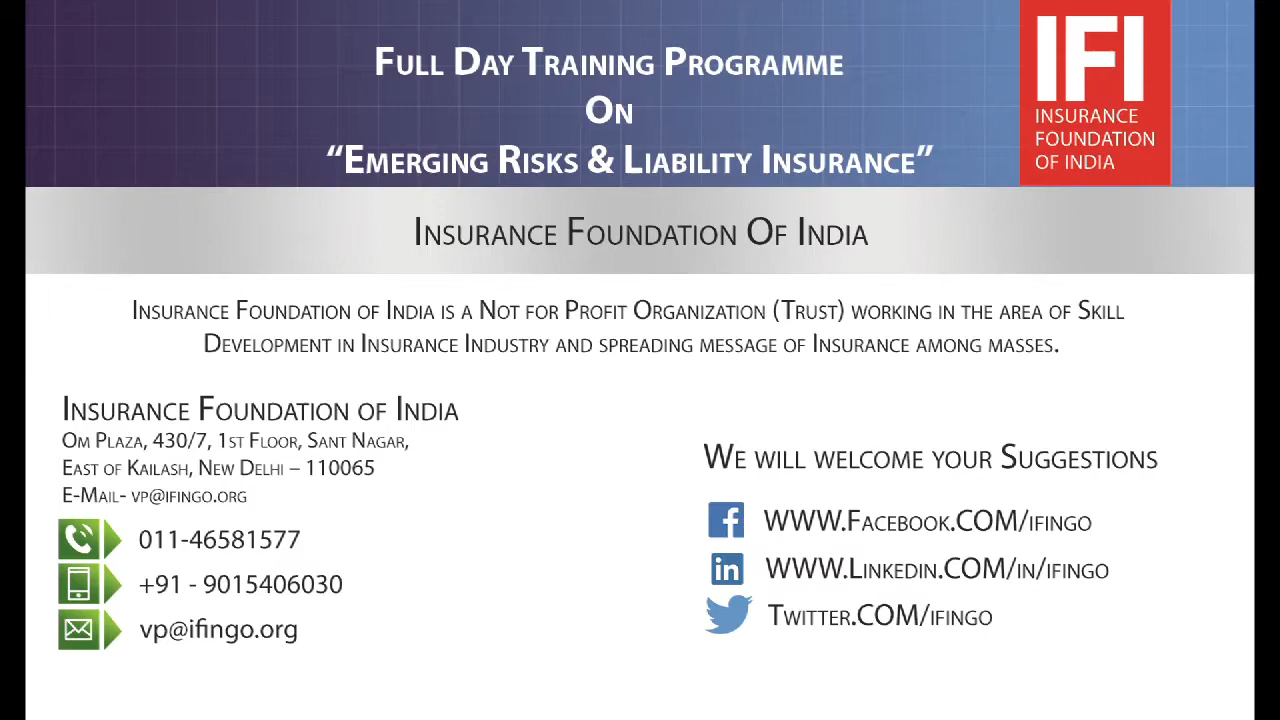 Full Day Training Programme
On
“Emerging Risks & Liability Insurance”
IFI
INSURANCE
FOUNDATION
OF INDIA
Insurance Foundation Of India
Insurance Foundation of India is a Not for Profit Organization (Trust) working in the area of Skill
Development in Insurance Industry and spreading message of Insurance among masses.
Insurance Foundation of India
Om Plaza, 430/7, 1st Floor, Sant Nagar,
East of Kailash, New Delhi – 110065
E-Mail- vp@ifingo.org
011-46581577
+91 - 9015406030
vp@ifingo.org
We will welcome your Suggestions
f
WWW.Facebook.COM/ifingo
in
WWW.Linkedin.COM/in/ifingo
Twitter.COM/ifingo